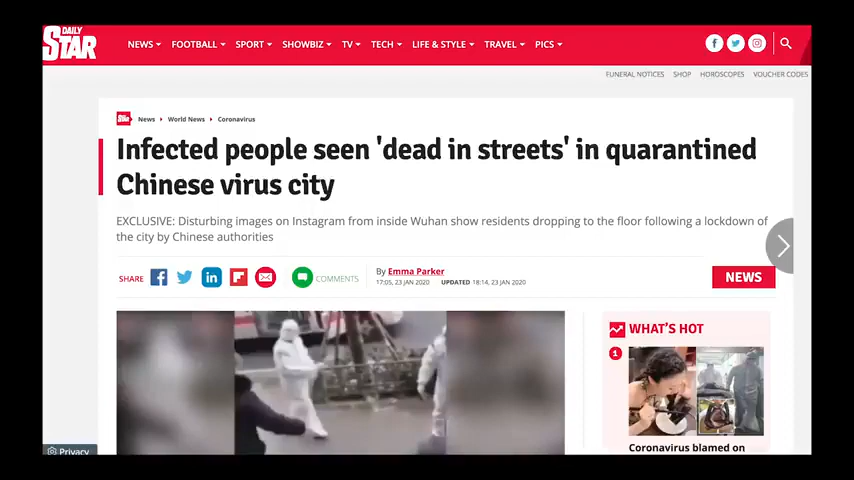 DAILY
STAR
NEWS FOOTBALL SPORT SHOWBIZ TV TECH LIFE & STYLE TRAVEL PICS
FUNERAL NOTICES SHOP HOROSCOPES VOUCHER CODES
Star News World News Coronavirus
Infected people seen 'dead in streets' in quarantined
Chinese virus city
EXCLUSIVE: Disturbing images on Instagram from inside Wuhan show residents dropping to the floor following a lockdown of
the city by Chinese authorities
SHARE COMMENTS
By Emma Parker
17:05, 23 JAN 2020 UPDATED 18:14, 23 JAN 2020
NEWS
WHAT'S HOT
1
Coronavirus blamed on
Privacy